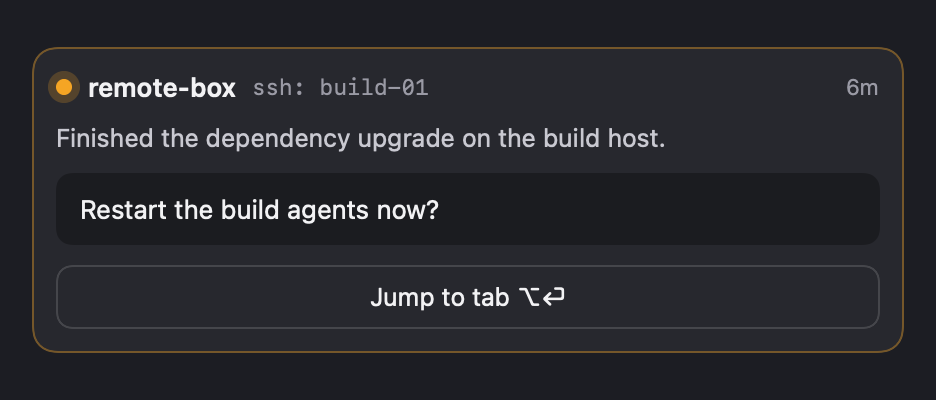 remote-box ssh: build-01 6m
Finished the dependency upgrade on the build host.
Restart the build agents now?
Jump to tab ⌥⏎